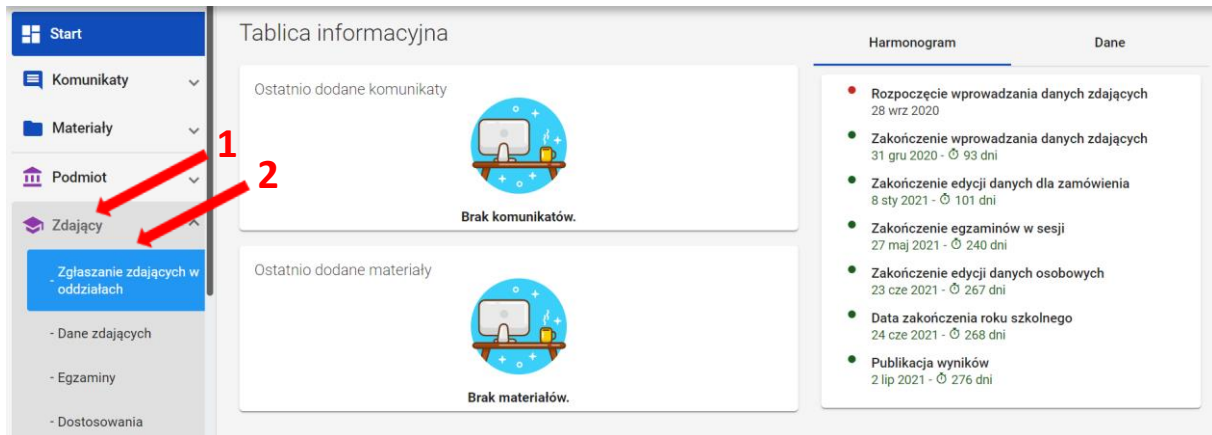 Start
Komunikaty
Materiały
Podmiot
Zdający
- Zgłaszanie zdających w
oddziałach
- Dane zdających
- Egzaminy
- Dostosowania
1
2
Tablica informacyjna
Ostatnio dodane komunikaty
Brak komunikatów.
Ostatnio dodane materiały
Brak materiałów.
Harmonogram Dane
Rozpoczęcie wprowadzania danych zdających
28 wrz 2020
Zakończenie wprowadzania danych zdających
31 gru 2020 - ⏱ 93 dni
Zakończenie edycji danych dla zamówienia
8 sty 2021 - ⏱ 101 dni
Zakończenie egzaminów w sesji
27 maj 2021 - ⏱ 240 dni
Zakończenie edycji danych osobowych
23 cze 2021 - ⏱ 267 dni
Data zakończenia roku szkolnego
24 cze 2021 - ⏱ 268 dni
Publikacja wyników
2 lip 2021 - ⏱ 276 dni